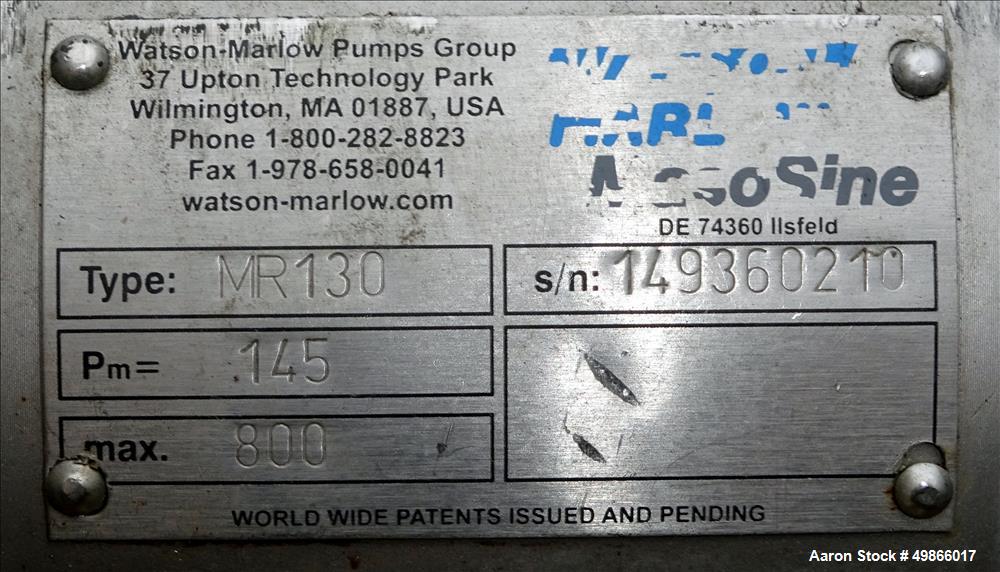 Watson-Marlow Pumps Group
37 Upton Technology Park
Wilmington, MA 01887, USA
Phone 1-800-282-8823
Fax 1-978-658-0041
watson-marlow.com
DE 74360 Ilsfeld
Type: MR130
s/n: 149360210
Pm= 145
max. 800
WORLD WIDE PATENTS ISSUED AND PENDING
Aaron Stock # 49866017